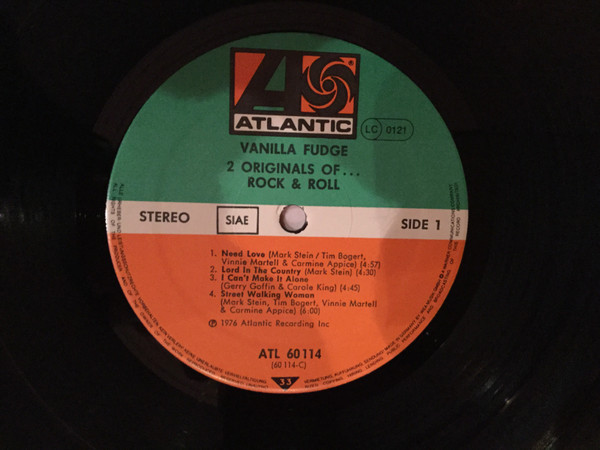 ATLANTIC
®
LC 0121
VANILLA FUDGE
2 ORIGINALS OF...
ROCK & ROLL
STEREO
SIAE
SIDE 1
1. Need Love (Mark Stein / Tim Bogert,
Vinnie Martell & Carmine Appice) (4:57)
2. Lord In The Country (Mark Stein) (4:30)
3. I Can't Make It Alone
(Gerry Goffin & Carole King) (4:45)
4. Street Walking Woman
(Mark Stein, Tim Bogert, Vinnie Martell
& Carmine Appice) (6:00)
℗ 1976 Atlantic Recording Inc
ATL 60 114
(60 114-C)
33